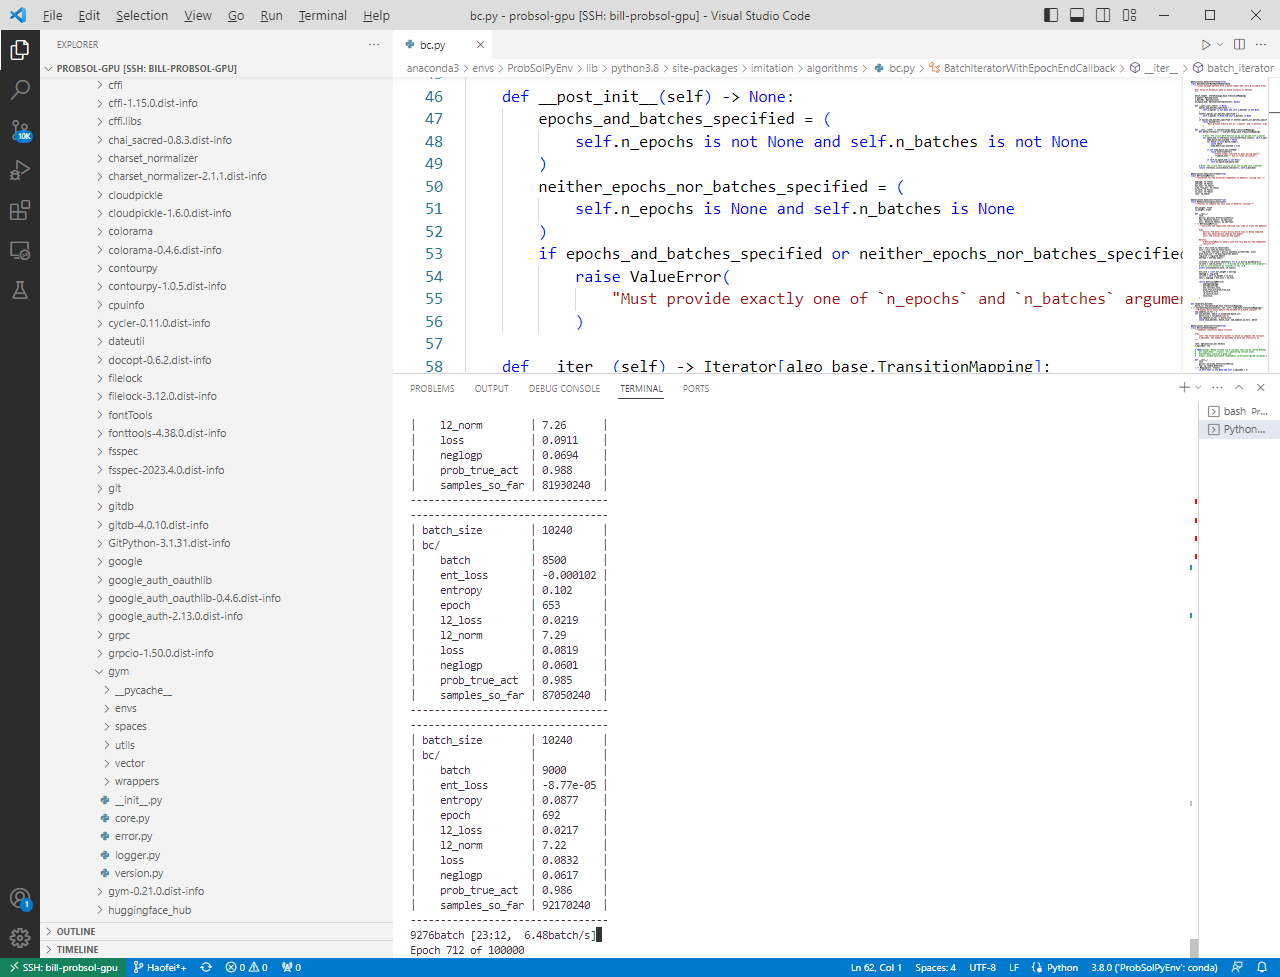 File Edit Selection View Go Run Terminal Help
bc.py - probsol-gpu [SSH: bill-probsol-gpu] - Visual Studio Code
EXPLORER
PROBSOL-GPU [SSH: BILL-PROBSOL-GPU]
cffi
cffi-1.15.0.dist-info
cffi.libs
chai_sacred-0.8.3.dist-info
charset_normalizer
charset_normalizer-2.1.1.dist-info
cloudpickle
cloudpickle-1.6.0.dist-info
colorama
colorama-0.4.6.dist-info
contourpy
contourpy-1.0.5.dist-info
cpuinfo
cycler-0.11.0.dist-info
dateutil
docopt-0.6.2.dist-info
filelock
filelock-3.12.0.dist-info
fontTools
fonttools-4.38.0.dist-info
fsspec
fsspec-2023.4.0.dist-info
git
gitdb
gitdb-4.0.10.dist-info
GitPython-3.1.31.dist-info
google
google_auth_oauthlib
google_auth_oauthlib-0.4.6.dist-info
google_auth-2.13.0.dist-info
grpc
grpcio-1.50.0.dist-info
gym
__pycache__
envs
spaces
utils
vector
wrappers
__init__.py
core.py
error.py
logger.py
version.py
gym-0.21.0.dist-info
huggingface_hub
OUTLINE
TIMELINE
10K
1
bc.py
anaconda3 > envs > ProbSolPyEnv > lib > python3.8 > site-packages > imitation > algorithms > bc.py > BatchIteratorWithEpochEndCallback > __iter__ > batch_iterator
46 def __post_init__(self) -> None:
47 epochs_and_batches_specified = (
48 self.n_epochs is not None and self.n_batches is not None
49 )
50 neither_epochs_nor_batches_specified = (
51 self.n_epochs is None and self.n_batches is None
52 )
53 if epochs_and_batches_specified or neither_epochs_nor_batches_specified
54 raise ValueError(
55 "Must provide exactly one of `n_epochs` and `n_batches` argumen
56 )
57
58 def __iter__(self) -> Iterator[algo_base.TransitionMapping]:
PROBLEMS OUTPUT DEBUG CONSOLE TERMINAL PORTS
bash Pr...
Python...
| l2_norm | 7.26 |
| loss | 0.0911 |
| neglogp | 0.0694 |
| prob_true_act | 0.988 |
| samples_so_far | 81930240 |
---------------------------------
---------------------------------
| batch_size | 10240 |
| bc/ | |
| batch | 8500 |
| ent_loss | -0.000102 |
| entropy | 0.102 |
| epoch | 653 |
| l2_loss | 0.0219 |
| l2_norm | 7.29 |
| loss | 0.0819 |
| neglogp | 0.0601 |
| prob_true_act | 0.985 |
| samples_so_far | 87050240 |
---------------------------------
---------------------------------
| batch_size | 10240 |
| bc/ | |
| batch | 9000 |
| ent_loss | -8.77e-05 |
| entropy | 0.0877 |
| epoch | 692 |
| l2_loss | 0.0217 |
| l2_norm | 7.22 |
| loss | 0.0832 |
| neglogp | 0.0617 |
| prob_true_act | 0.986 |
| samples_so_far | 92170240 |
---------------------------------
9276batch [23:12, 6.48batch/s]
Epoch 712 of 100000
SSH: bill-probsol-gpu Haofei*+ 0 0 0 Ln 62, Col 1 Spaces: 4 UTF-8 LF Python 3.8.0 ('ProbSolPyEnv': conda)